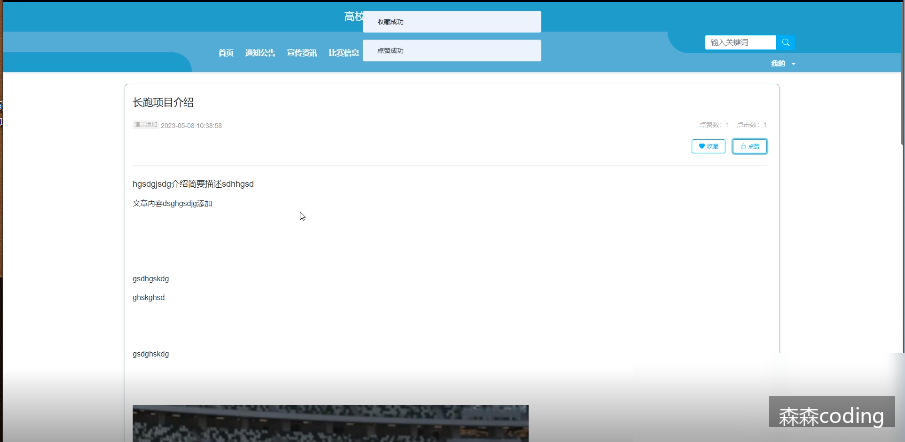 高校
收藏成功
点赞成功
首页 通知公告 宣传资讯 比赛信息
输入关键词
我的
长跑项目介绍
2023-05-08 10:38:58
点赞数: 1 点击数: 1
收藏 点赞
hgsdgjsdg介绍简要描述sdhhgsd
文章内容dsghgsdjg添加
gsdhgskdg
ghskghsd
gsdghskdg
森森coding